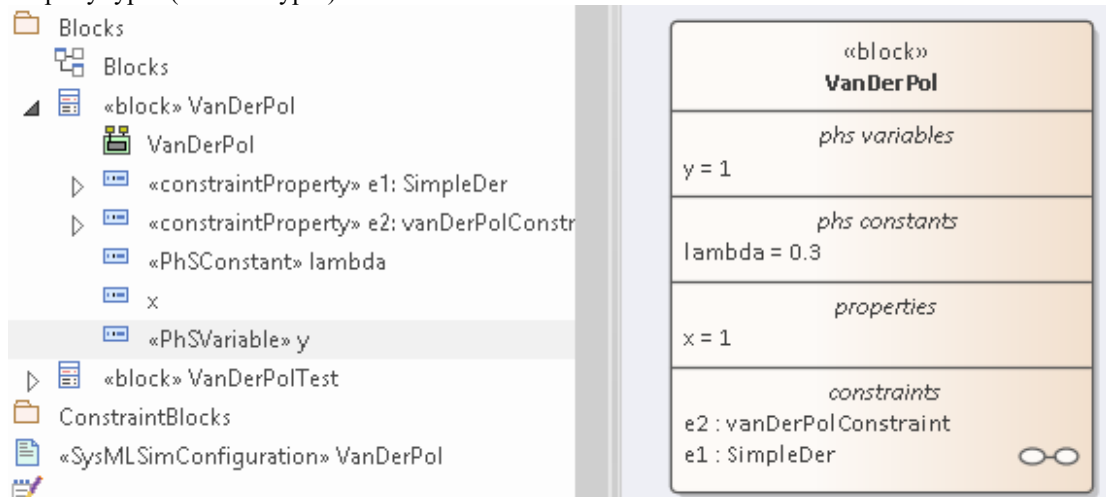 Blocks
Blocks
«block» VanDerPol
VanDerPol
«constraintProperty» e1: SimpleDer
«constraintProperty» e2: vanDerPolConstr
«PhSConstant» lambda
x
«PhSVariable» y
«block» VanDerPolTest
ConstraintBlocks
«SysMLSimConfiguration» VanDerPol
«block»
VanDerPol
phs variables
y = 1
phs constants
lambda = 0.3
properties
x = 1
constraints
e2 : vanDerPolConstraint
e1 : SimpleDer